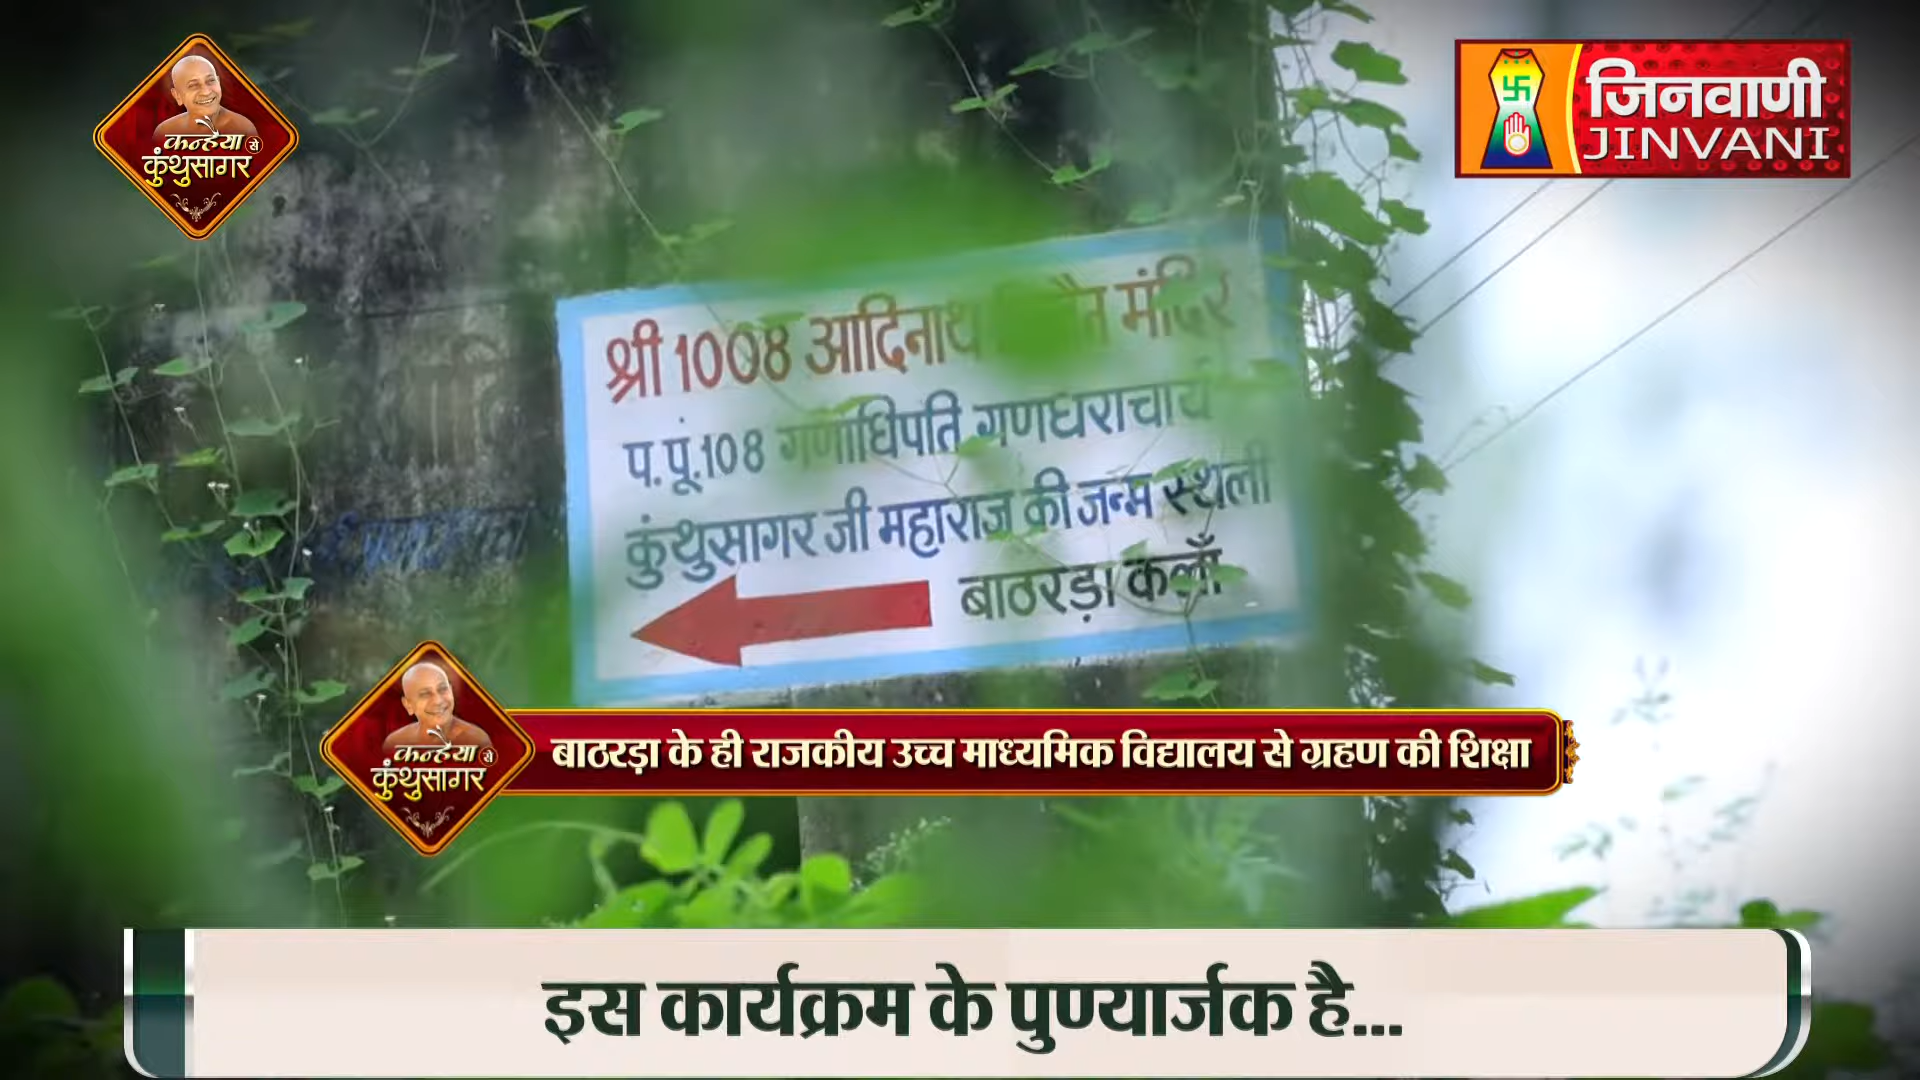 कन्हैया से
कुंथुसागर
जिनवाणी
JINVANI
श्री 1008 आदिनाथ मंदिर
प.पू.108 गणाधिपति गणधराचार्य
कुंथुसागर जी महाराज की जन्म स्थली
बाठरड़ा कलाँ
कन्हैया से
कुंथुसागर
बाठरड़ा के ही राजकीय उच्च माध्यमिक विद्यालय से ग्रहण की शिक्षा
इस कार्यक्रम के पुण्यार्जक है...